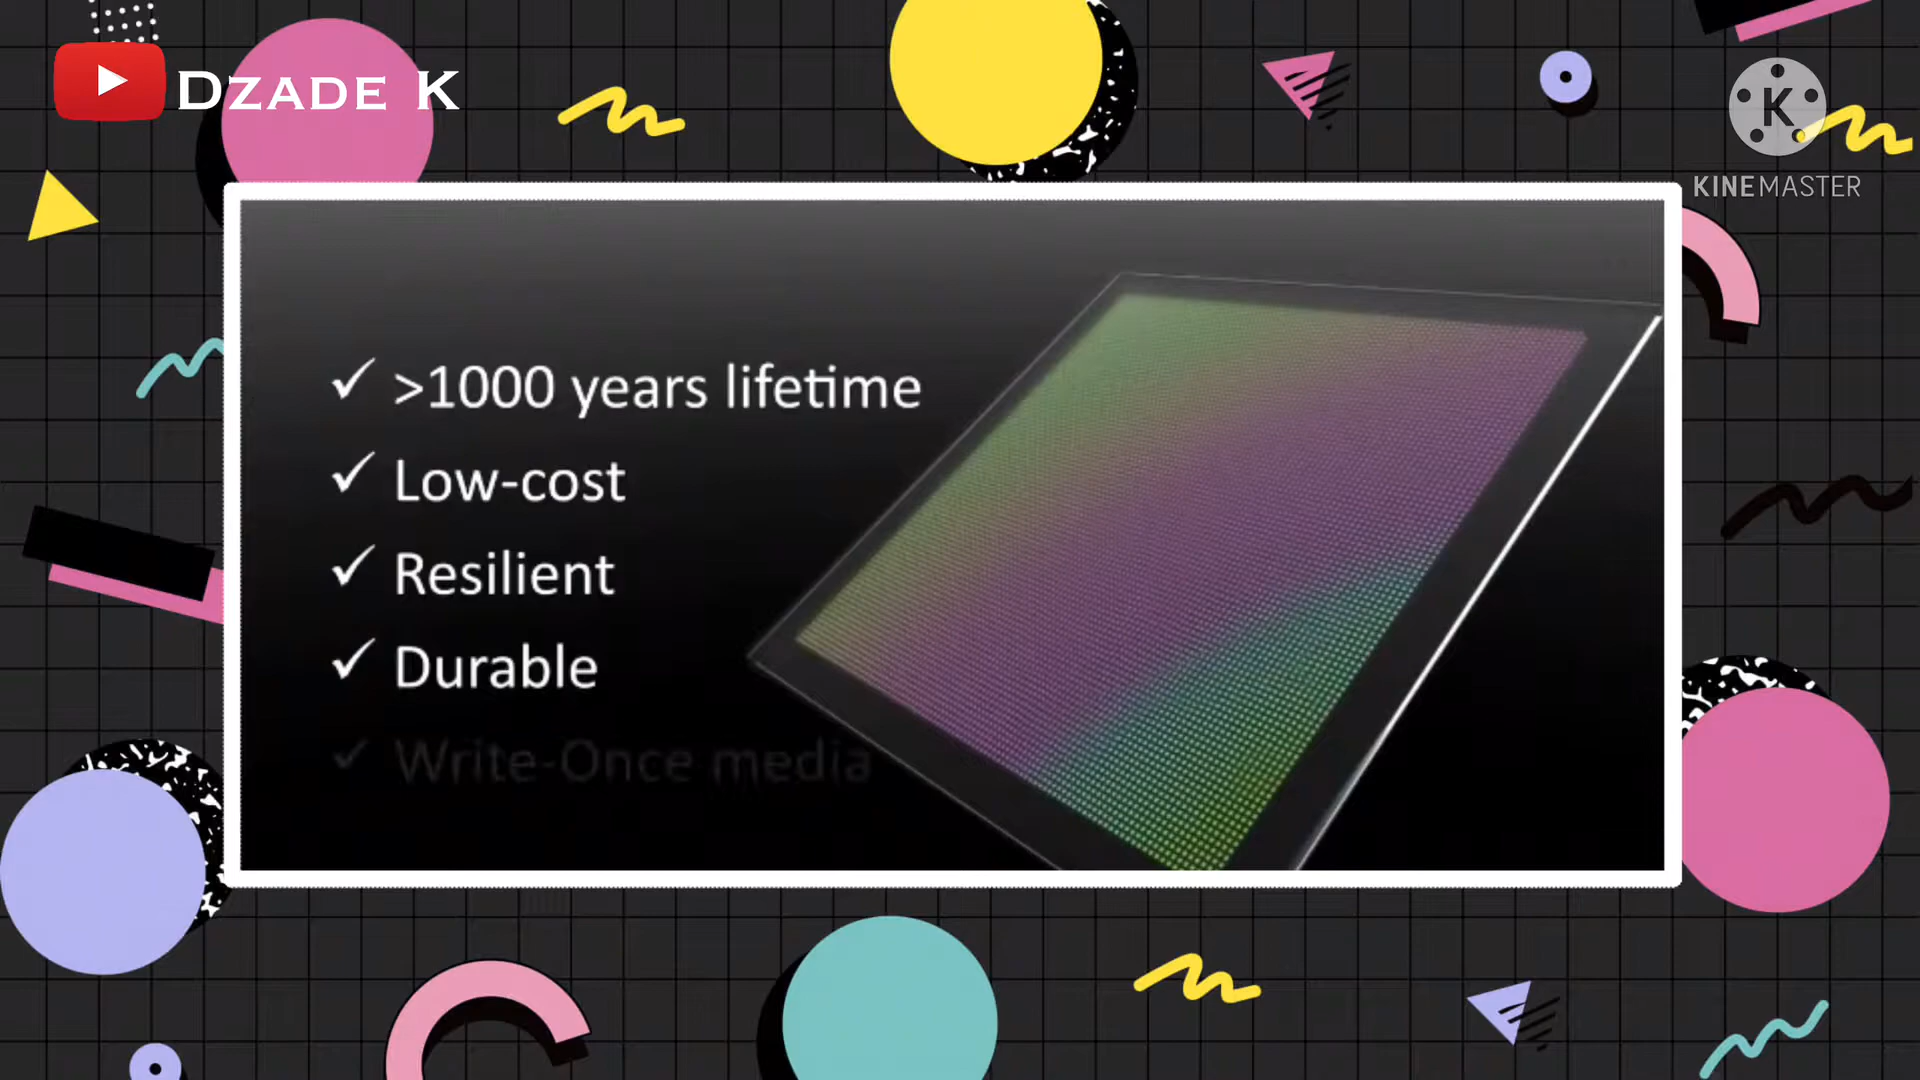 DZADE K
K
KINEMASTER
✓ >1000 years lifetime
✓ Low-cost
✓ Resilient
✓ Durable
✓ Write-Once media